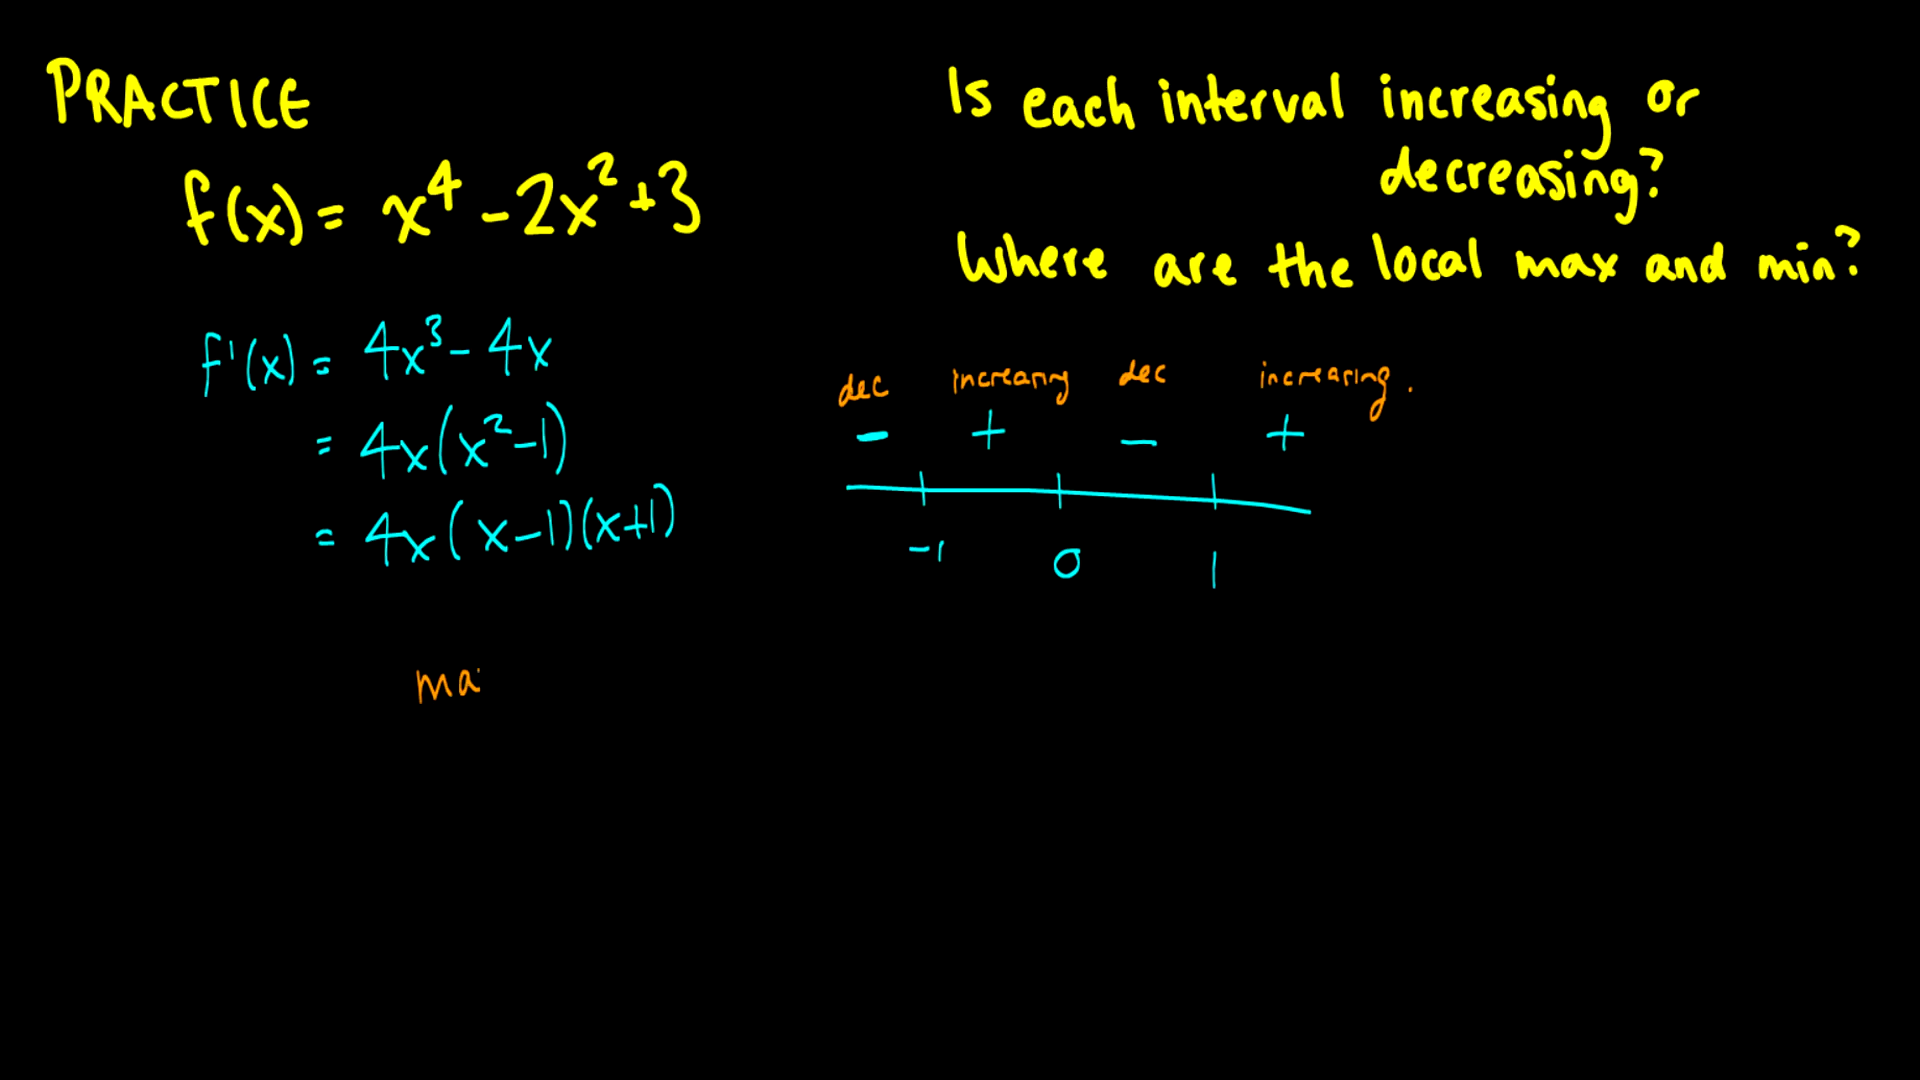 PRACTICE
f(x) = x⁴ - 2x² + 3
Is each interval increasing or
decreasing?
Where are the local max and min?
f'(x) = 4x³ - 4x
= 4x(x² - 1)
= 4x(x-1)(x+1)
dec increasing dec increasing.
- + - +
-1 0 1
ma